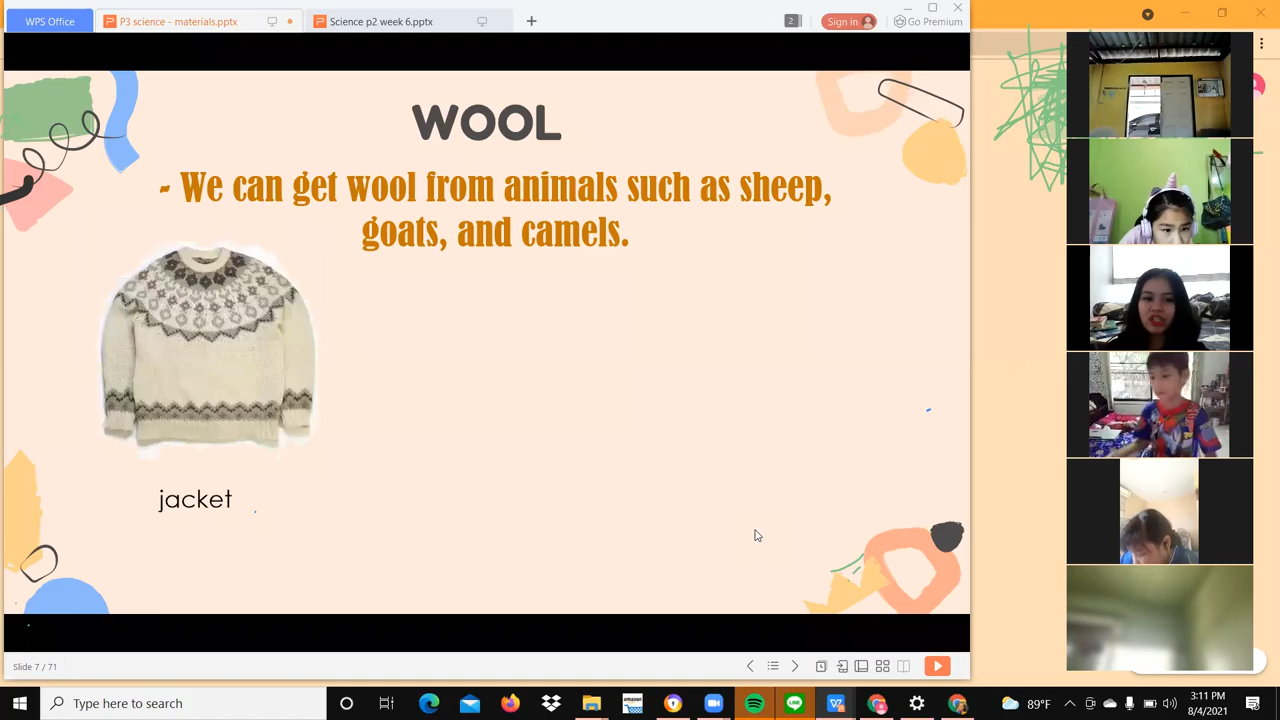 WPS Office
P3 science - materials.pptx
Science p2 week 6.pptx
2
Sign in
Go Premium
WOOL
- We can get wool from animals such as sheep,
goats, and camels.
jacket
Slide 7 / 71
Type here to search
amazon
89°F
3:11 PM
8/4/2021